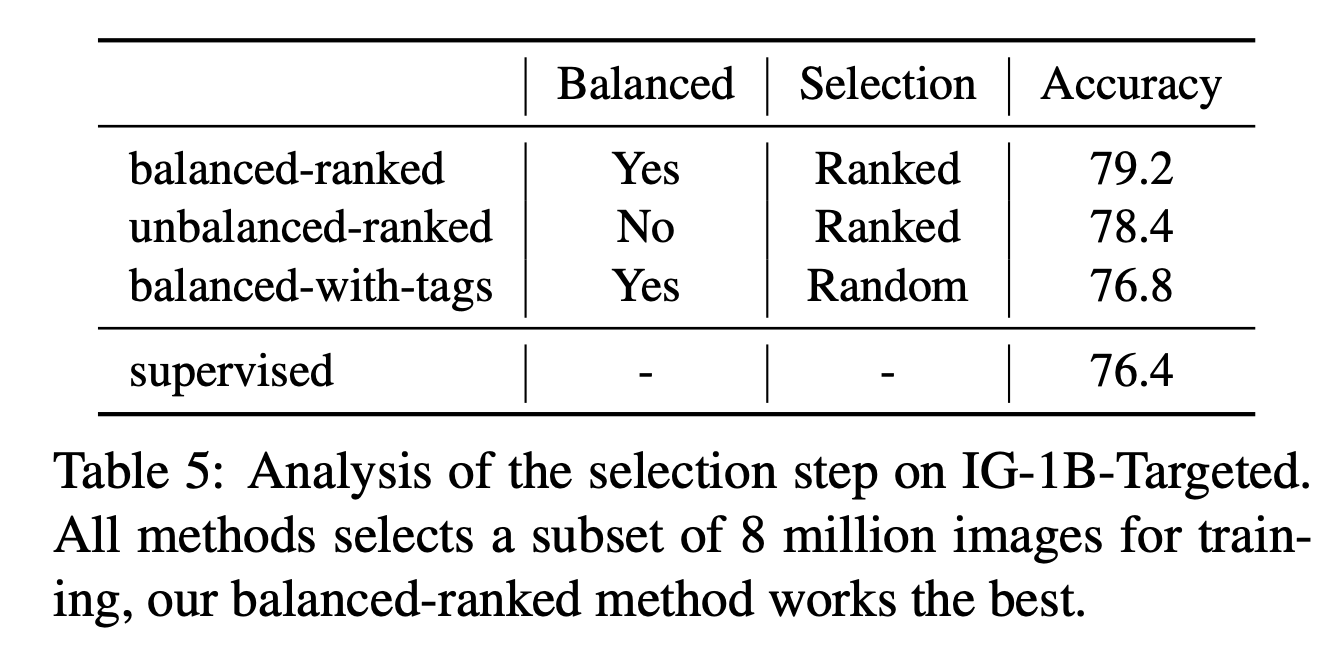 Balanced Selection Accuracy
balanced-ranked Yes Ranked 79.2
unbalanced-ranked No Ranked 78.4
balanced-with-tags Yes Random 76.8
supervised - - 76.4
Table 5: Analysis of the selection step on IG-1B-Targeted.
All methods selects a subset of 8 million images for train-
ing, our balanced-ranked method works the best.